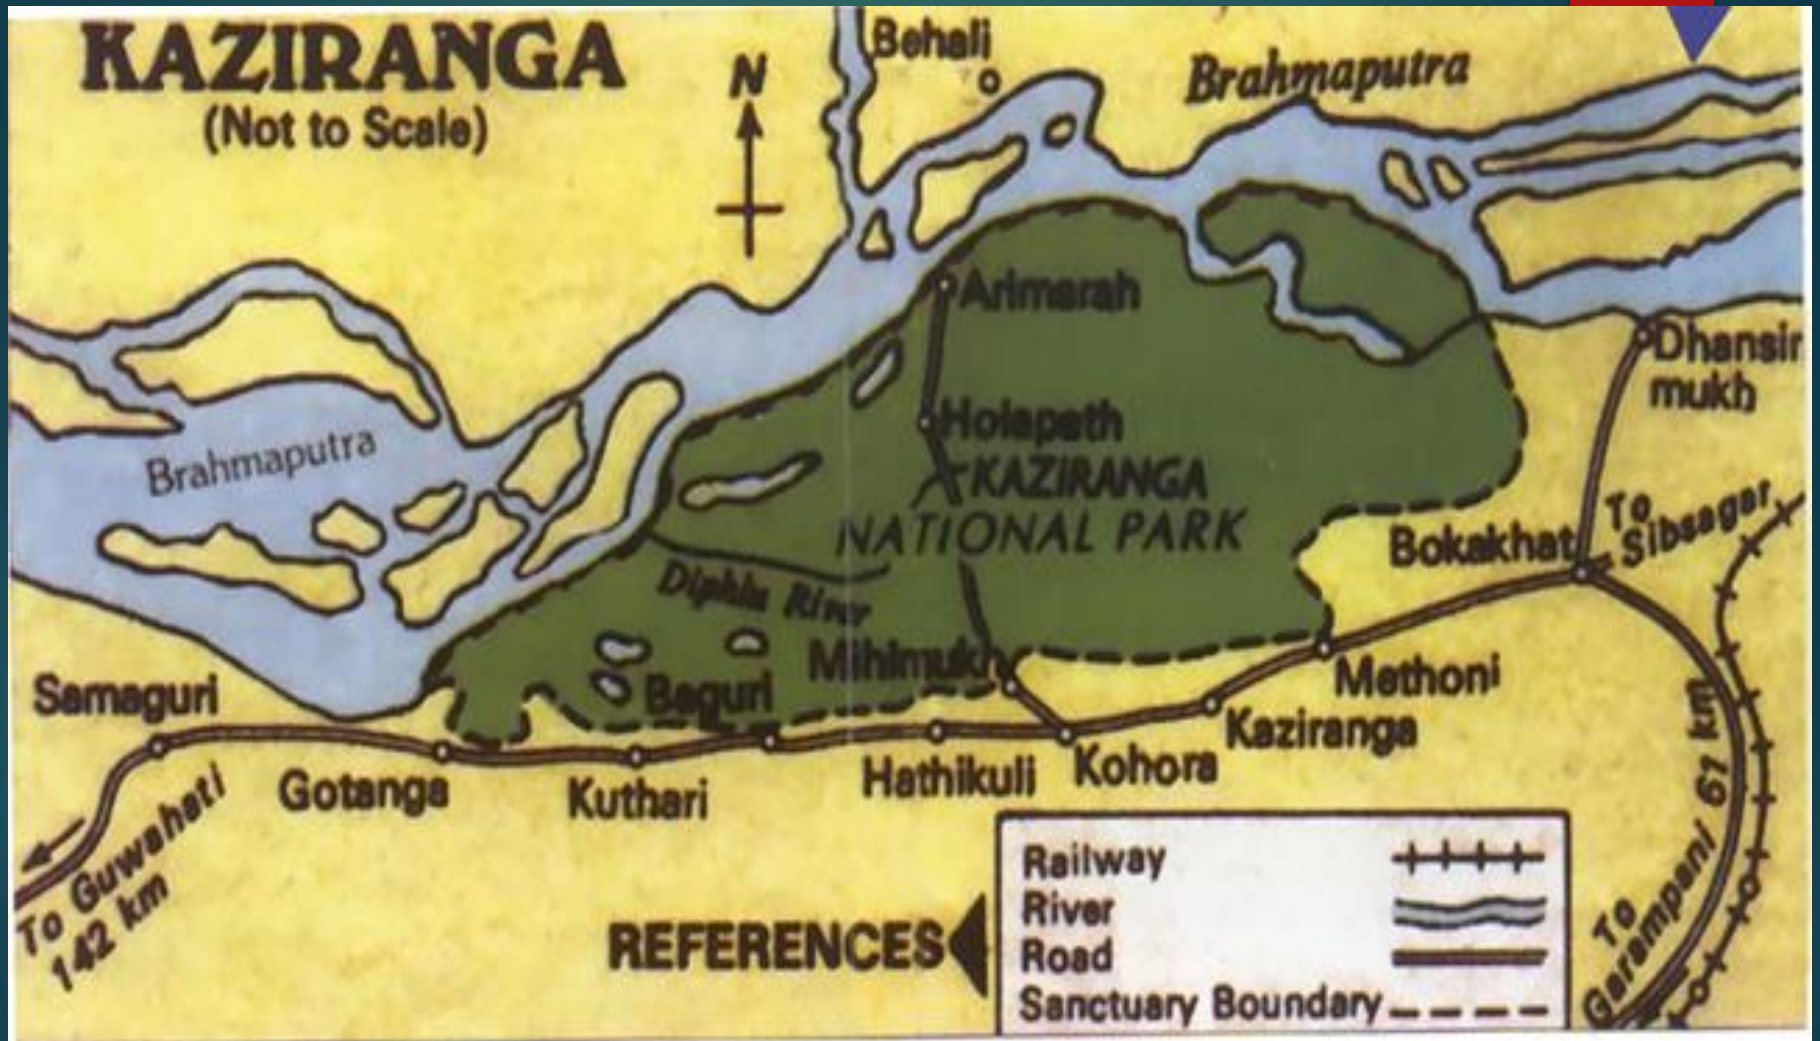 KAZIRANGA
(Not to Scale)
N
Behali
Brahmaputra
Arimarah
Dhansir
mukh
Holapath
Brahmaputra
KAZIRANGA
NATIONAL PARK
To
Sibsagar
Bokakhat
Diphlu River
Mihimukh
Methoni
Baguri
Samaguri
Kaziranga
Gotanga
Kuthari
Hathikuli
Kohora
To Guwahati
142 km
To
Garampani 61 km
REFERENCES
Railway
River
Road
Sanctuary Boundary